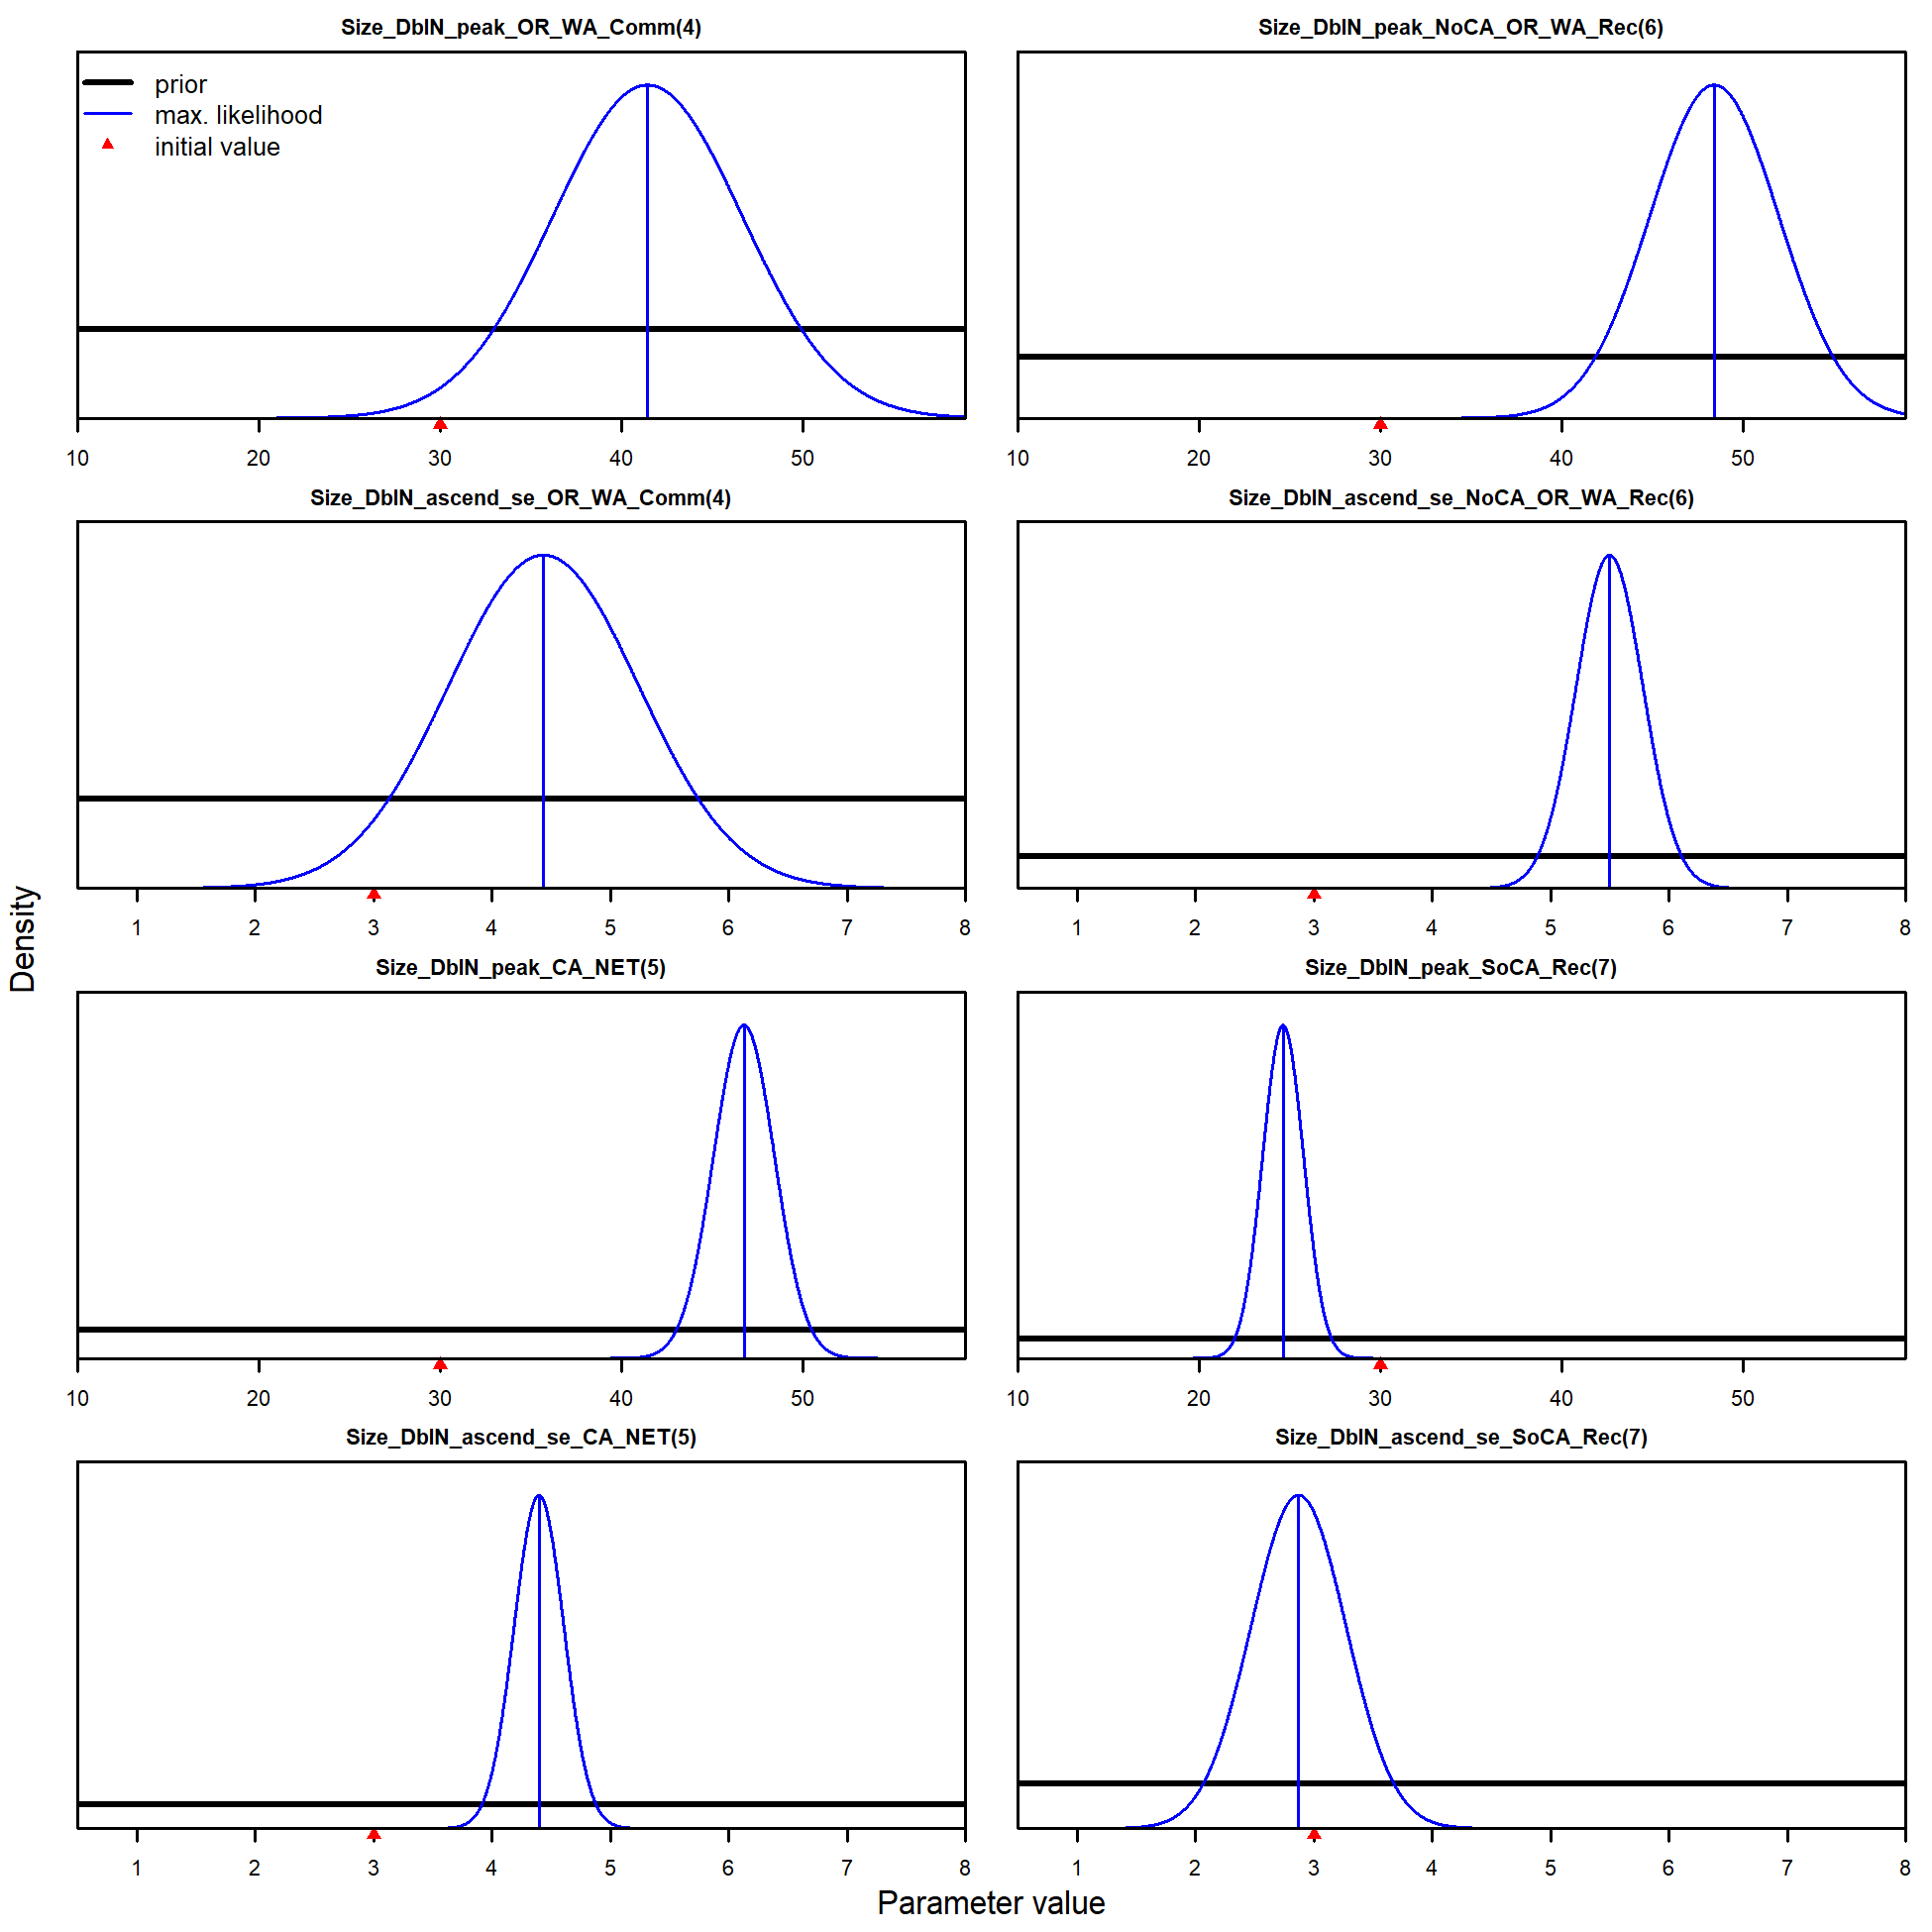 Size_DblN_peak_OR_WA_Comm(4)
prior
max. likelihood
initial value
10 20 30 40 50
Size_DblN_peak_NoCA_OR_WA_Rec(6)
10 20 30 40 50
Size_DblN_ascend_se_OR_WA_Comm(4)
1 2 3 4 5 6 7 8
Size_DblN_ascend_se_NoCA_OR_WA_Rec(6)
1 2 3 4 5 6 7 8
Size_DblN_peak_CA_NET(5)
10 20 30 40 50
Size_DblN_peak_SoCA_Rec(7)
10 20 30 40 50
Size_DblN_ascend_se_CA_NET(5)
1 2 3 4 5 6 7 8
Size_DblN_ascend_se_SoCA_Rec(7)
1 2 3 4 5 6 7 8
Density
Parameter value